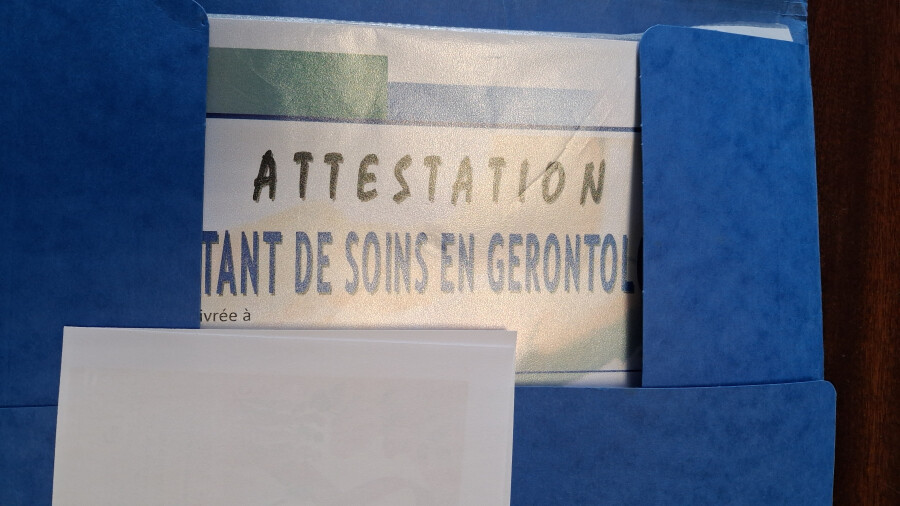 ATTESTATION
TANT DE SOINS EN GERONTOL
ivrée à